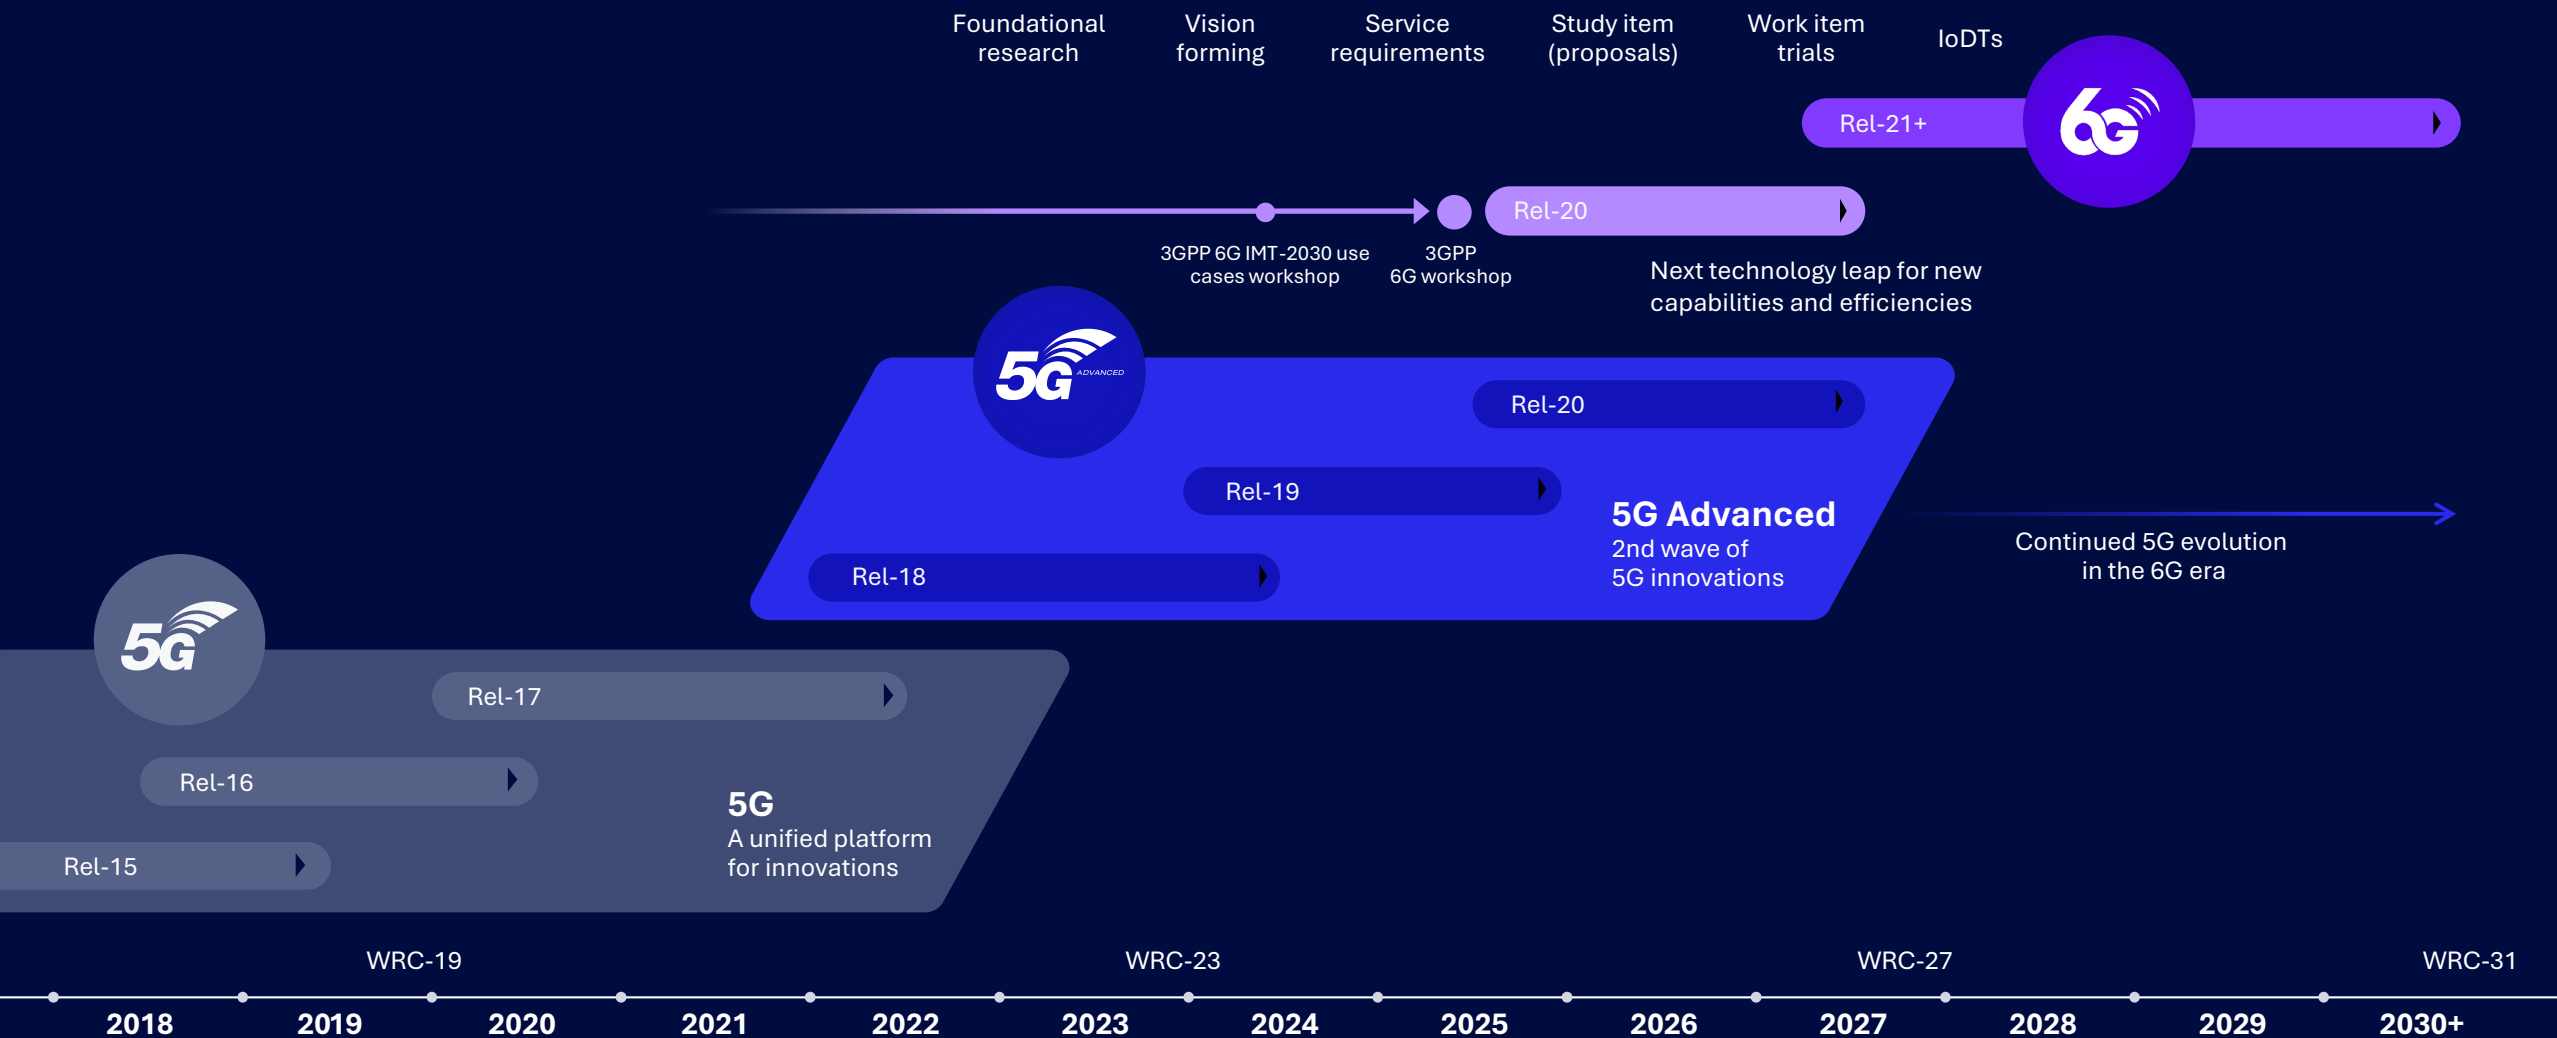 Foundational
research
Vision
forming
Service
requirements
Study item
(proposals)
Work item
trials
IoDTs
Rel-21+
6G
Rel-20
3GPP 6G IMT-2030 use
cases workshop
3GPP
6G workshop
Next technology leap for new
capabilities and efficiencies
5G
ADVANCED
Rel-20
Rel-19
5G Advanced
2nd wave of
5G innovations
Rel-18
Continued 5G evolution
in the 6G era
5G
Rel-17
Rel-16
5G
A unified platform
for innovations
Rel-15
WRC-19
WRC-23
WRC-27
WRC-31
2018
2019
2020
2021
2022
2023
2024
2025
2026
2027
2028
2029
2030+